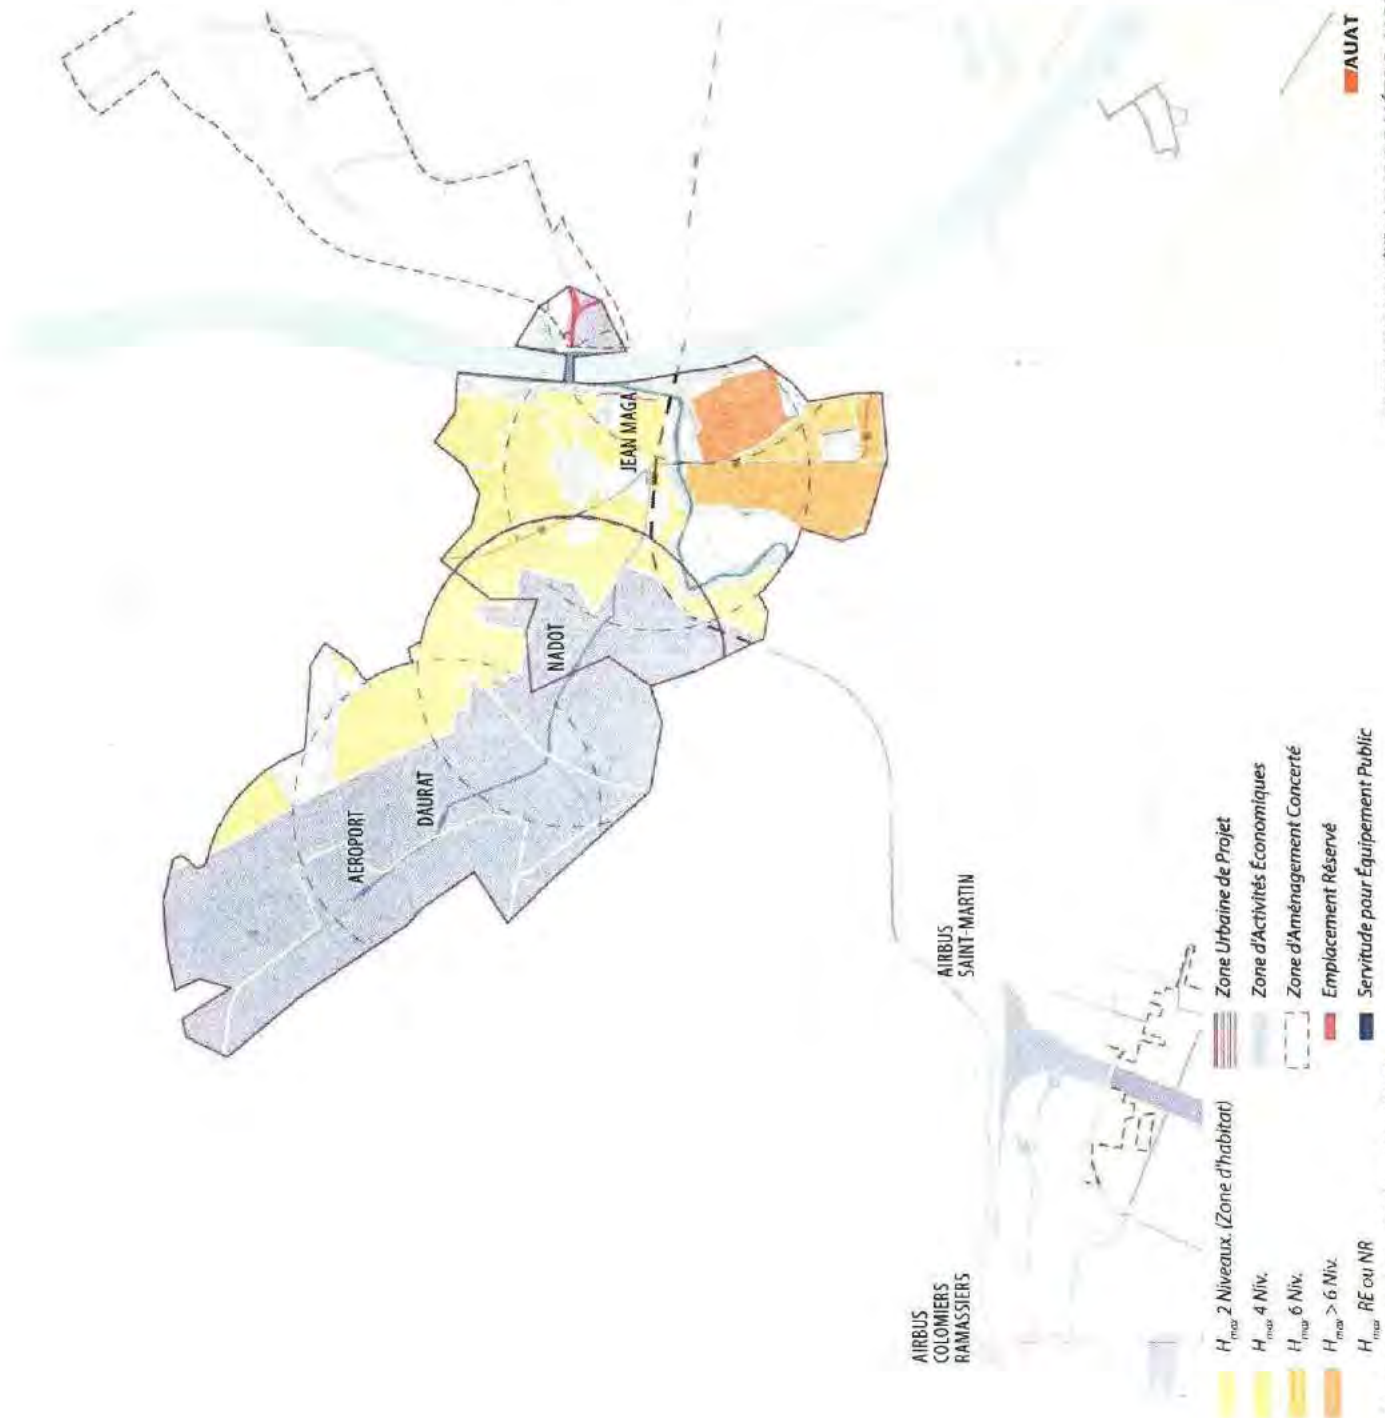 AUAT
JEAN MAGA
NADOT
DAURAT
AEROPORT
AIRBUS
SAINT-MARTIN
AIRBUS
COLOMIERS
RAMASSIERS
Hmax 2 Niveaux. (Zone d'habitat)
Hmax 4 Niv.
Hmax 6 Niv.
Hmax > 6 Niv.
RE ou NR
Zone Urbaine de Projet
Zone d'Activités Économiques
Zone d'Aménagement Concerté
Emplacement Réservé
Servitude pour Équipement Public